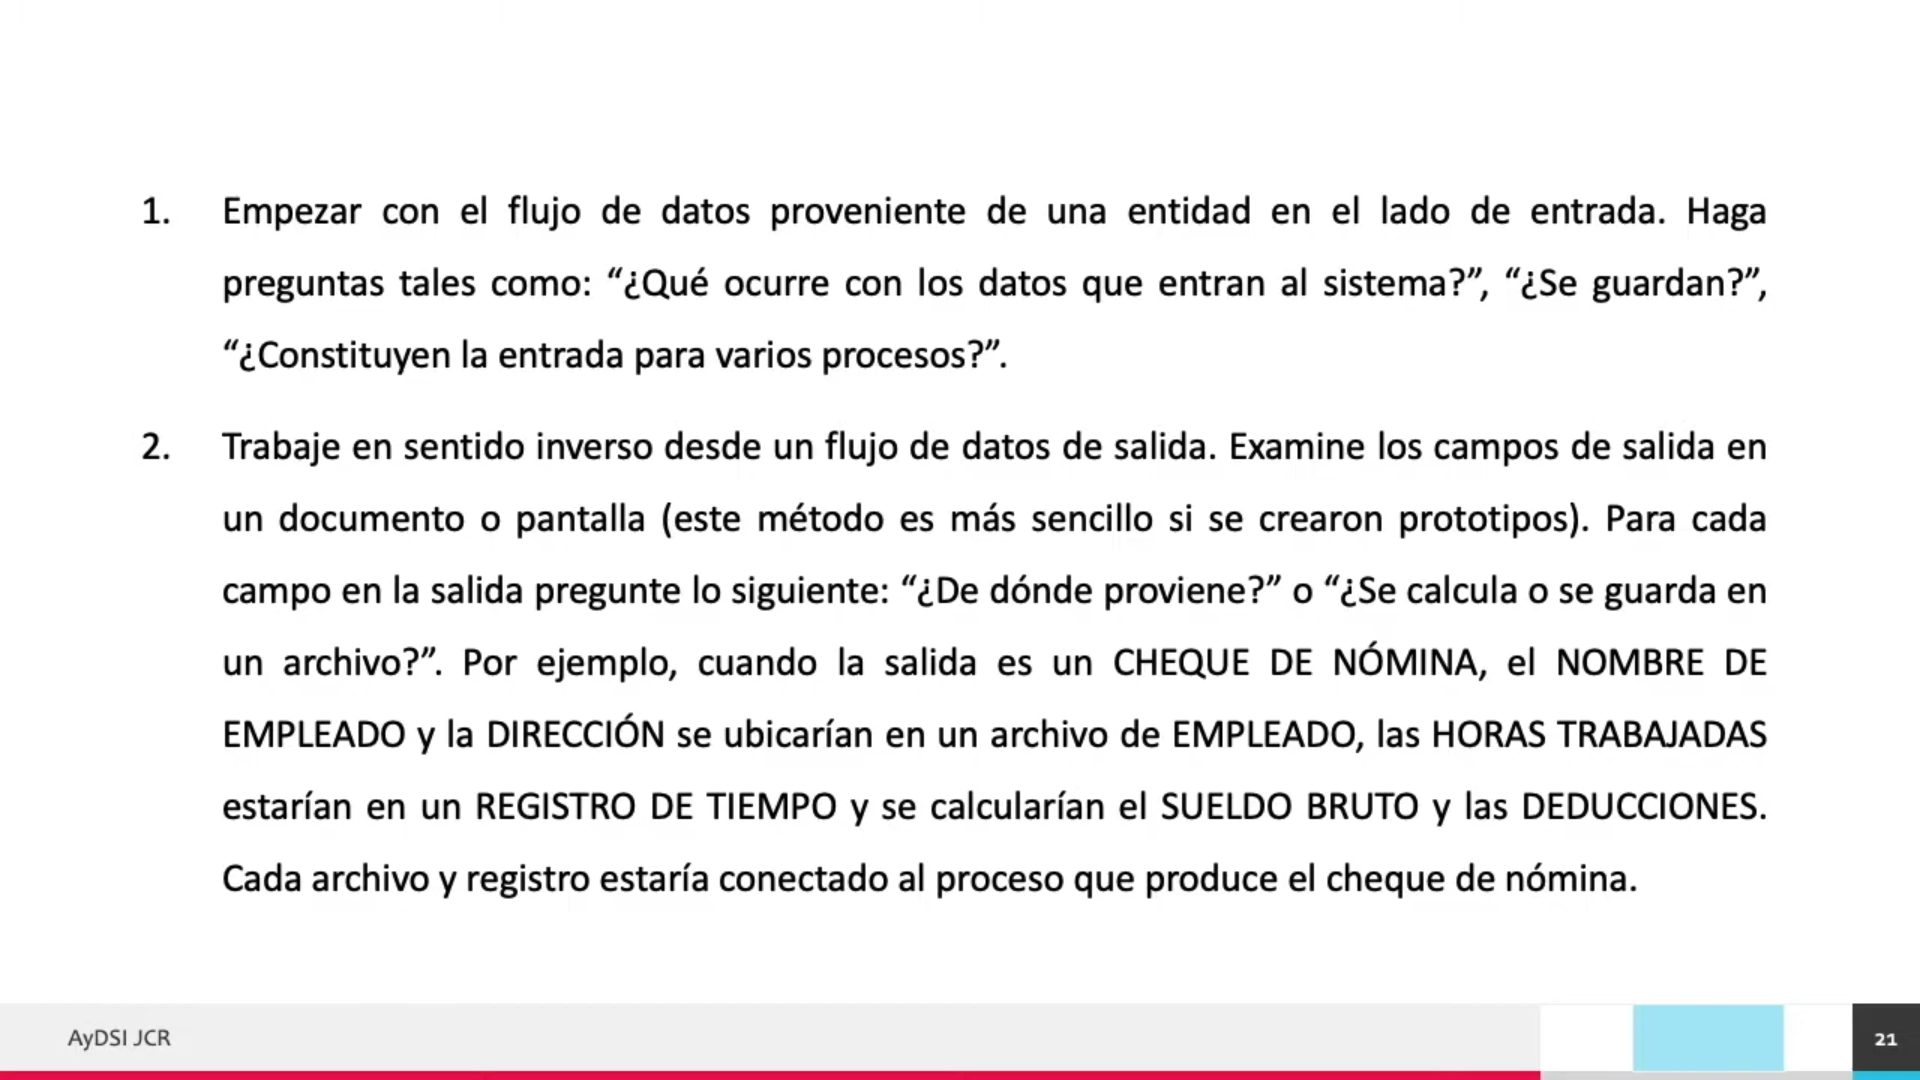 1. Empezar con el flujo de datos proveniente de una entidad en el lado de entrada. Haga
preguntas tales como: “¿Qué ocurre con los datos que entran al sistema?”, “¿Se guardan?”,
“¿Constituyen la entrada para varios procesos?”.
2. Trabaje en sentido inverso desde un flujo de datos de salida. Examine los campos de salida en
un documento o pantalla (este método es más sencillo si se crearon prototipos). Para cada
campo en la salida pregunte lo siguiente: “¿De dónde proviene?” o “¿Se calcula o se guarda en
un archivo?”. Por ejemplo, cuando la salida es un CHEQUE DE NÓMINA, el NOMBRE DE
EMPLEADO y la DIRECCIÓN se ubicarían en un archivo de EMPLEADO, las HORAS TRABAJADAS
estarían en un REGISTRO DE TIEMPO y se calcularían el SUELDO BRUTO y las DEDUCCIONES.
Cada archivo y registro estaría conectado al proceso que produce el cheque de nómina.
AyDSI JCR
21